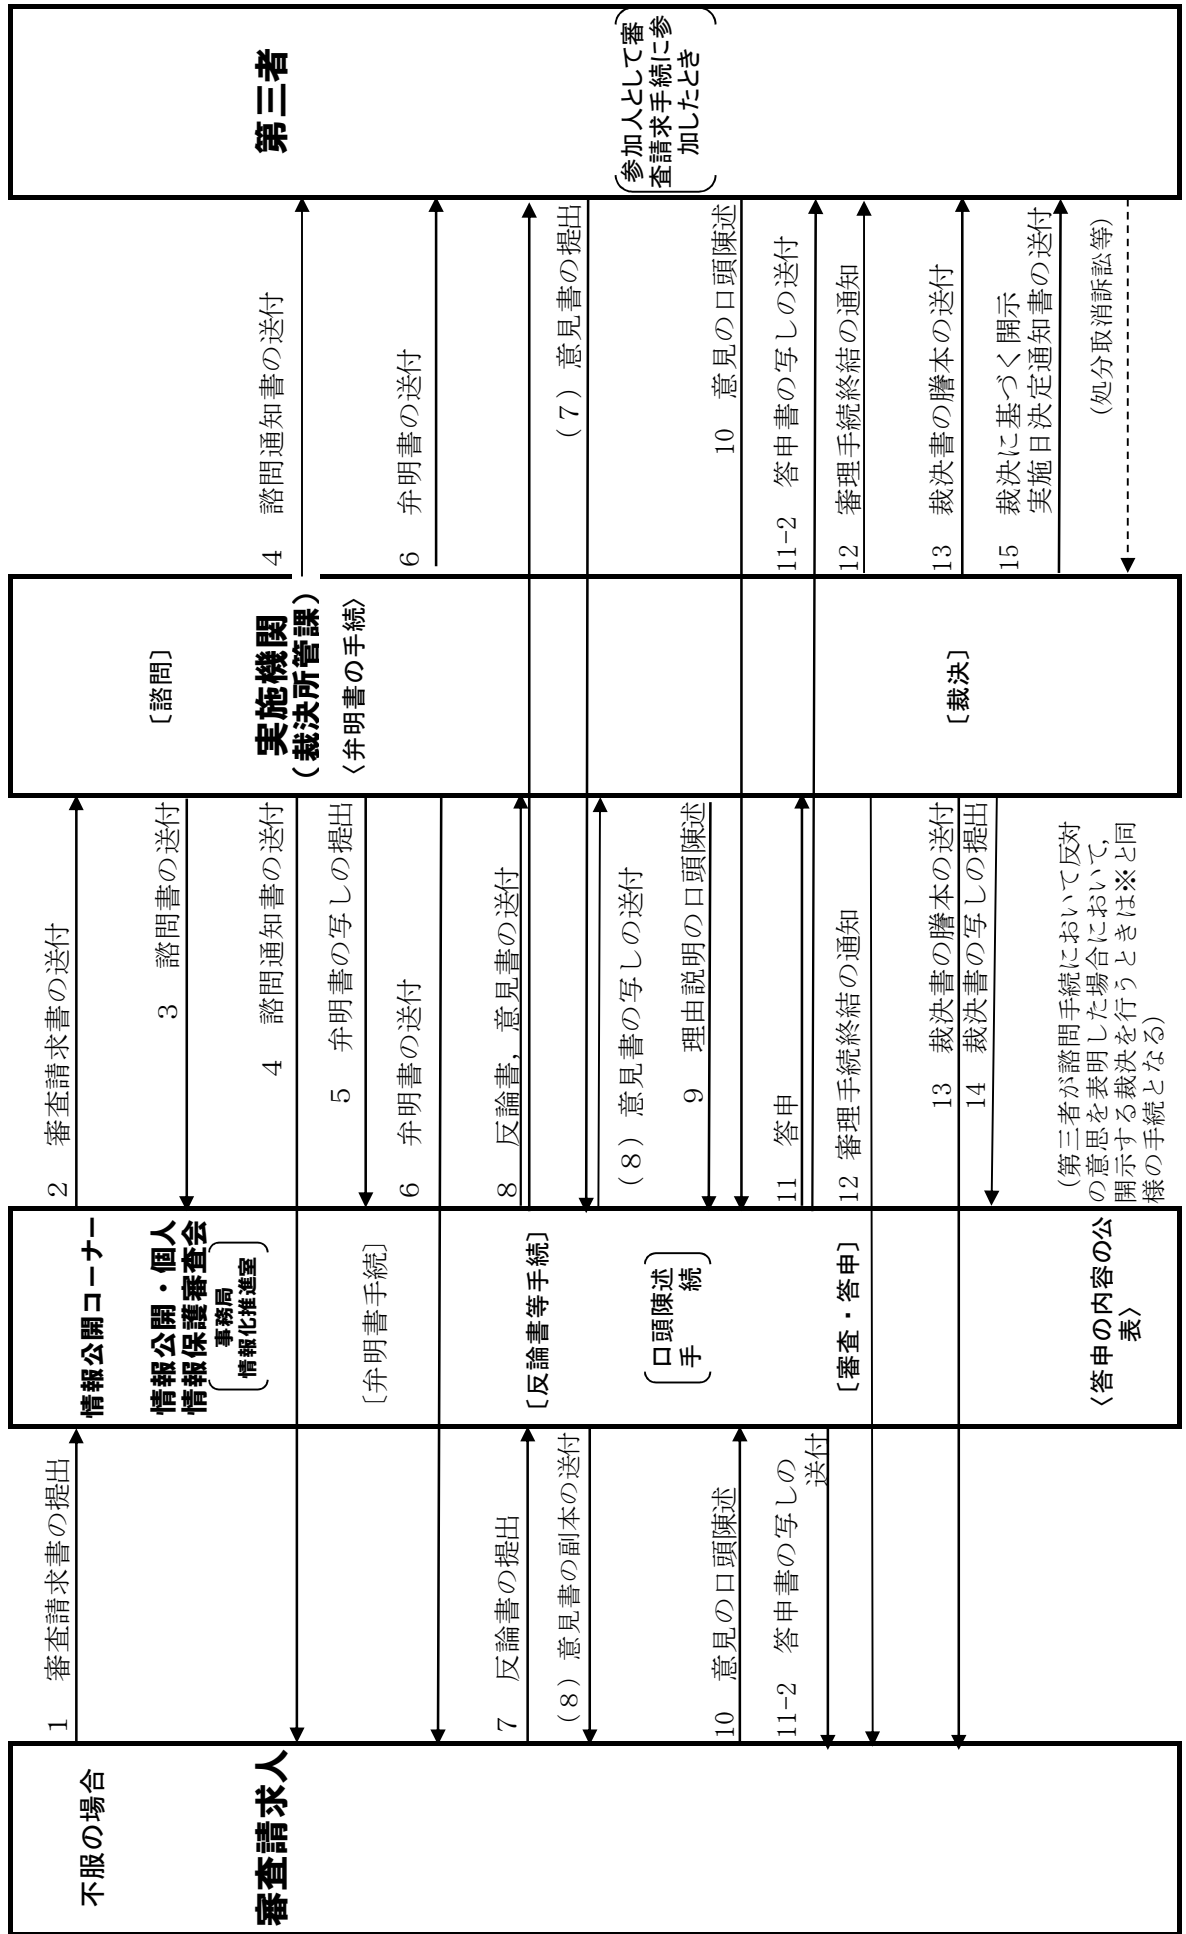 不服の場合
審査請求人
1　審査請求書の提出
7　反論書の提出
（8）意見書の副本の送付
10　意見の口頭陳述
11-2　答申書の写しの
送付
情報公開コーナー
情報公開・個人
情報保護審査会
事務局
情報化推進室
［弁明書手続］
［反論書等手続］
口頭陳述
手　　続
［審査・答申］
〈答申の内容の公
表〉
2　審査請求書の送付
3　諮問書の送付
4　諮問通知書の送付
5　弁明書の写しの提出
6　弁明書の送付
8　反論書，意見書の送付
（8）意見書の写しの送付
9　理由説明の口頭陳述
11　答申
12 審理手続終結の通知
13　裁決書の謄本の送付
14　裁決書の写しの提出
（第三者が諮問手続において反対
の意思を表明した場合において，
開示する裁決を行うときは※と同
様の手続となる）
［諮問］
実施機関
（裁決所管課）
〈弁明書の手続〉
［裁決］
4　諮問通知書の送付
6　弁明書の送付
（7）意見書の提出
10　意見の口頭陳述
11-2　答申書の写しの送付
12　審理手続終結の通知
13　裁決書の謄本の送付
15　裁決に基づく開示
実施日決定通知書の送付
（処分取消訴訟等）
第三者
参加人として審
査請求手続に参
加したとき